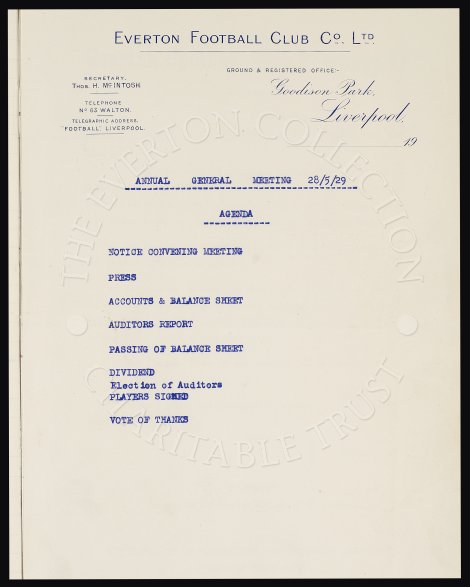 EVERTON FOOTBALL CLUB CO. LTD.
GROUND & REGISTERED OFFICE:-
Goodison Park,
Liverpool.
19
SECRETARY,
THOS. H. McINTOSH.
TELEPHONE
No 63 WALTON.
TELEGRAPHIC ADDRESS,
"FOOTBALL, LIVERPOOL.
ANNUAL GENERAL MEETING 28/5/29
AGENDA
NOTICE CONVENING MEETING
PRESS
ACCOUNTS & BALANCE SHEET
AUDITORS REPORT
PASSING OF BALANCE SHEET
DIVIDEND
Election of Auditors
PLAYERS SIGNED
VOTE OF THANKS
THE EVERTON COLLECTION
CHARITABLE TRUST